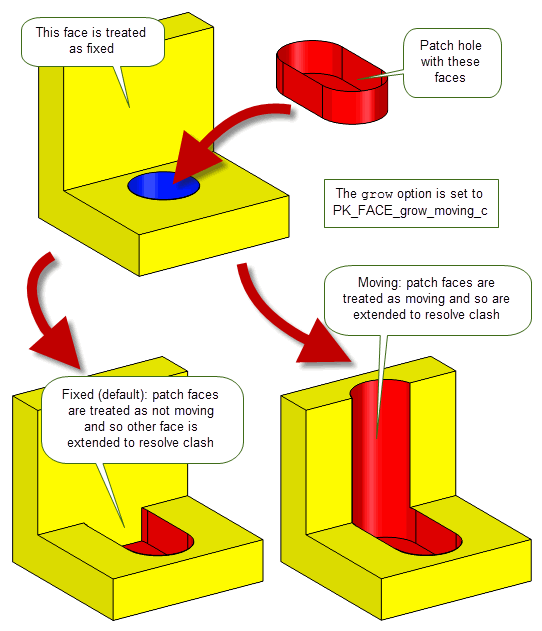 This face is treated
as fixed
Patch hole
with these
faces
The grow option is set to
PK_FACE_grow_moving_c
Moving: patch faces are
treated as moving and so are
extended to resolve clash
Fixed (default): patch faces
are treated as not moving
and so other face is
extended to resolve clash